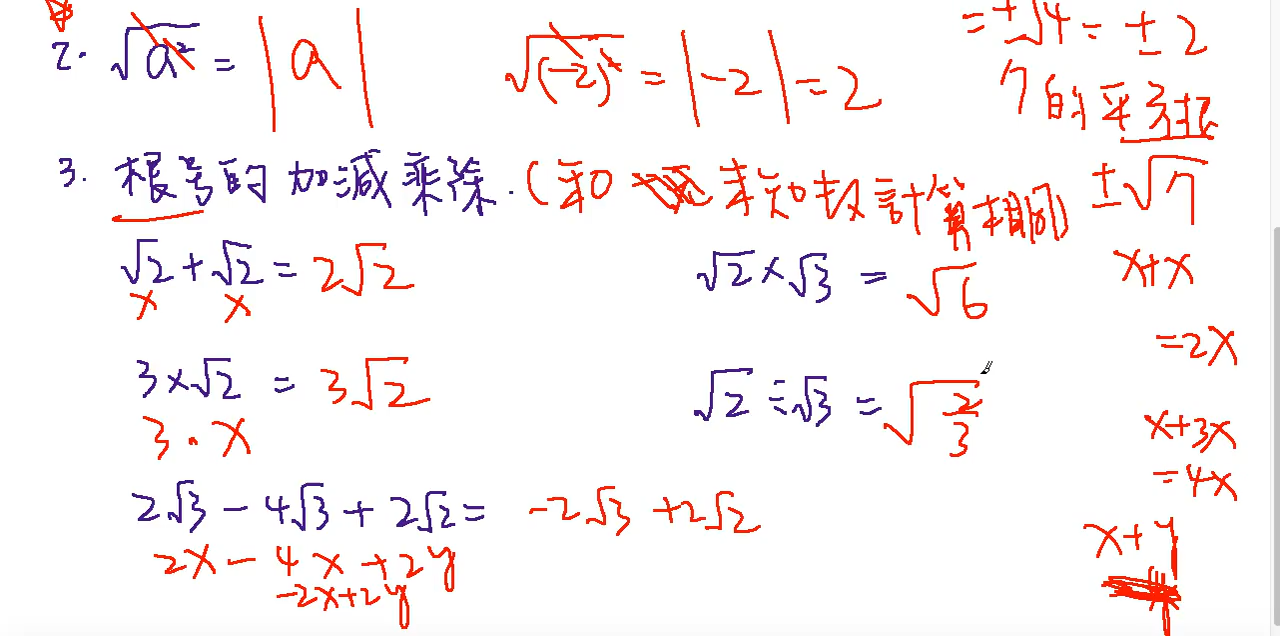 = ±√4 = ±2
2. √a² = |a|
√(-2)² = |-2| = 2
7的平方根
±√7
3. 根号的加減乘除.(和未知數計算相同)
√2 + √2 = 2√2
x x
√2 × √3 = √6
x+x
=2x
3 × √2 = 3√2
3 · x
√2 ÷ √3 = √(2/3)
x+3x
=4x
2√3 - 4√3 + 2√2 = -2√3 + 2√2
2x - 4x + 2y
-2x+2y
x+y